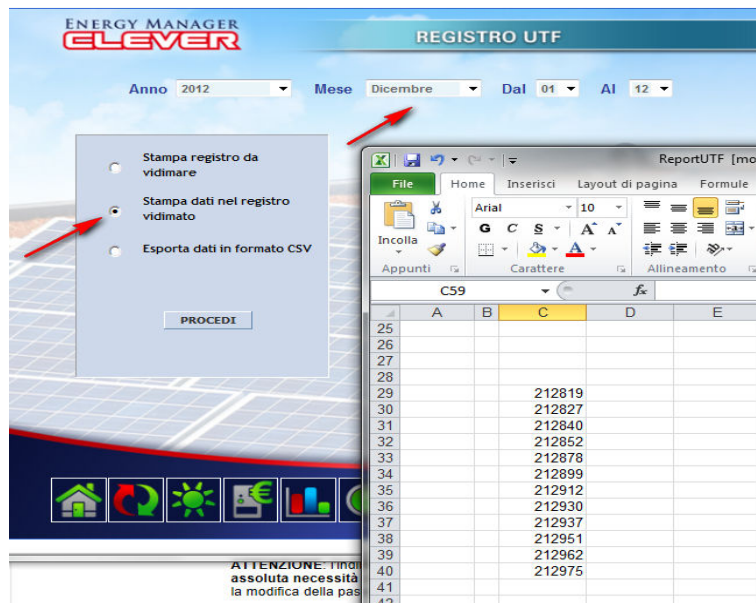 ENERGY MANAGER
CLEVER
REGISTRO UTF
Anno 2012 Mese Dicembre Dal 01 Al 12
Stampa registro da
vidimare
Stampa dati nel registro
vidimato
Esporta dati in formato CSV
PROCEDI
ReportUTF [mo
File Home Inserisci Layout di pagina Formule
Incolla
Arial 10
G C S A A
Appunti Carattere Allineamento
C59 fx
A B C D E
25
26
27
28
29 212819
30 212827
31 212840
32 212852
33 212878
34 212899
35 212912
36 212930
37 212937
38 212951
39 212962
40 212975
41
42
ATTENZIONE: l'indi
assoluta necessità
la modifica della pas